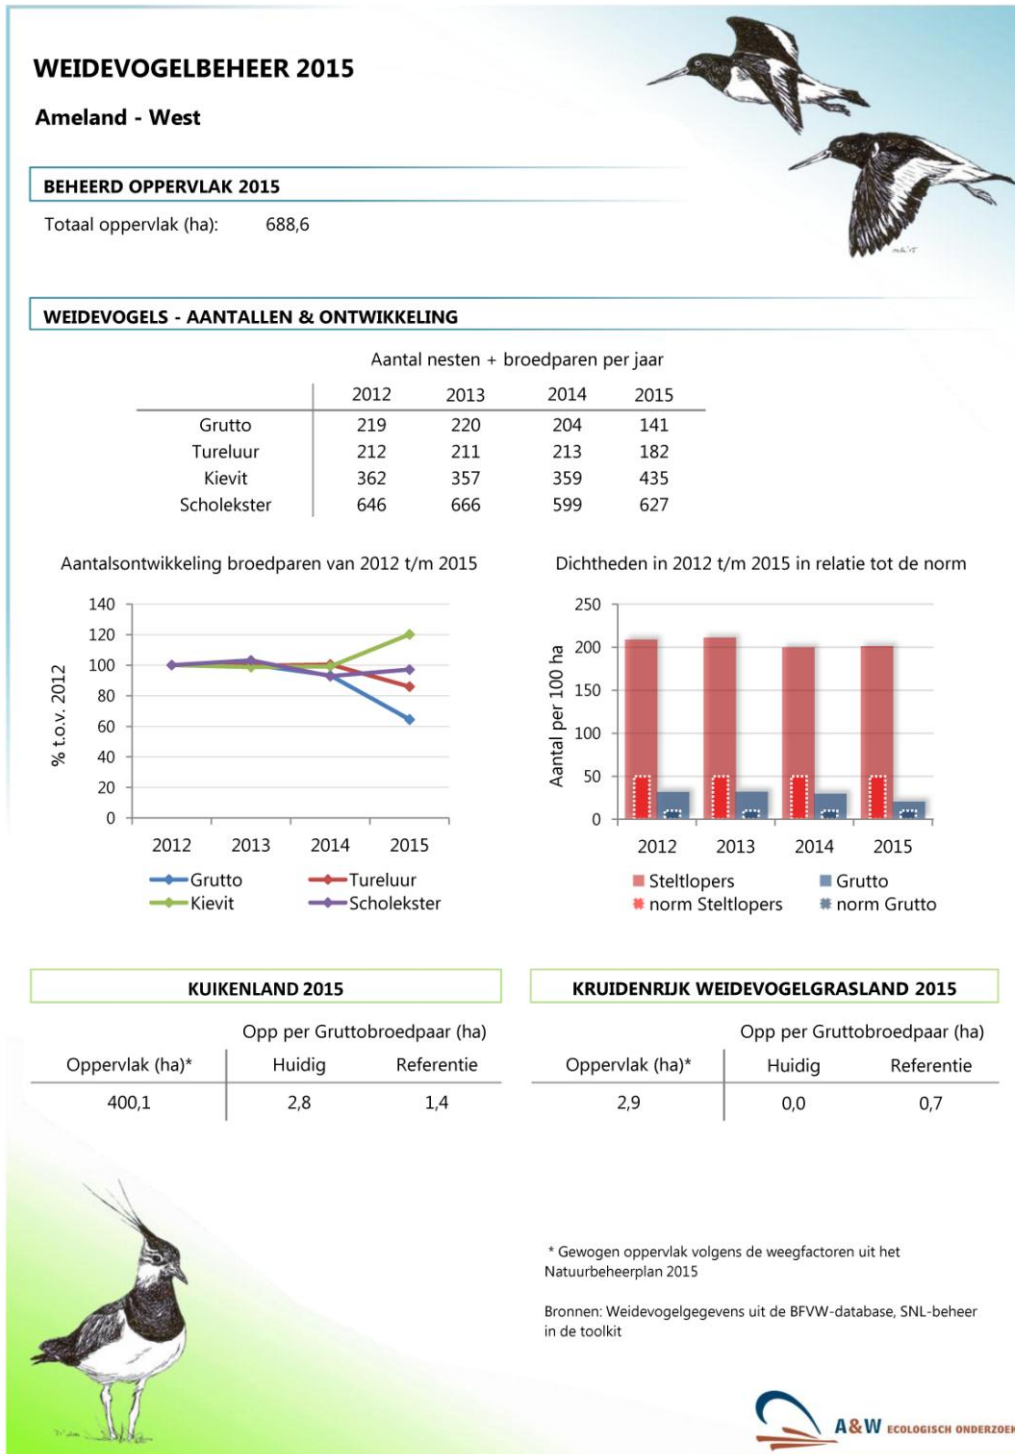 WEIDEVOGELBEHEER 2015
Ameland - West
BEHEERD OPPERVLAK 2015
Totaal oppervlak (ha): 688,6
WEIDEVOGELS - AANTALLEN & ONTWIKKELING
Aantal nesten + broedparen per jaar
2012 2013 2014 2015
Grutto 219 220 204 141
Tureluur 212 211 213 182
Kievit 362 357 359 435
Scholekster 646 666 599 627
Aantalsontwikkeling broedparen van 2012 t/m 2015
% t.o.v. 2012
140
120
100
80
60
40
20
0
2012 2013 2014 2015
Grutto Tureluur
Kievit Scholekster
Dichtheden in 2012 t/m 2015 in relatie tot de norm
Aantal per 100 ha
250
200
150
100
50
0
2012 2013 2014 2015
Steltlopers Grutto
norm Steltlopers norm Grutto
KUIKENLAND 2015
Opp per Gruttobroedpaar (ha)
Oppervlak (ha)* Huidig Referentie
400,1 2,8 1,4
KRUIDENRIJK WEIDEVOGELGRASLAND 2015
Opp per Gruttobroedpaar (ha)
Oppervlak (ha)* Huidig Referentie
2,9 0,0 0,7
* Gewogen oppervlak volgens de weegfactoren uit het
Natuurbeheerplan 2015
Bronnen: Weidevogelgegevens uit de BFVW-database, SNL-beheer
in de toolkit
A&W ECOLOGISCH ONDERZOEK